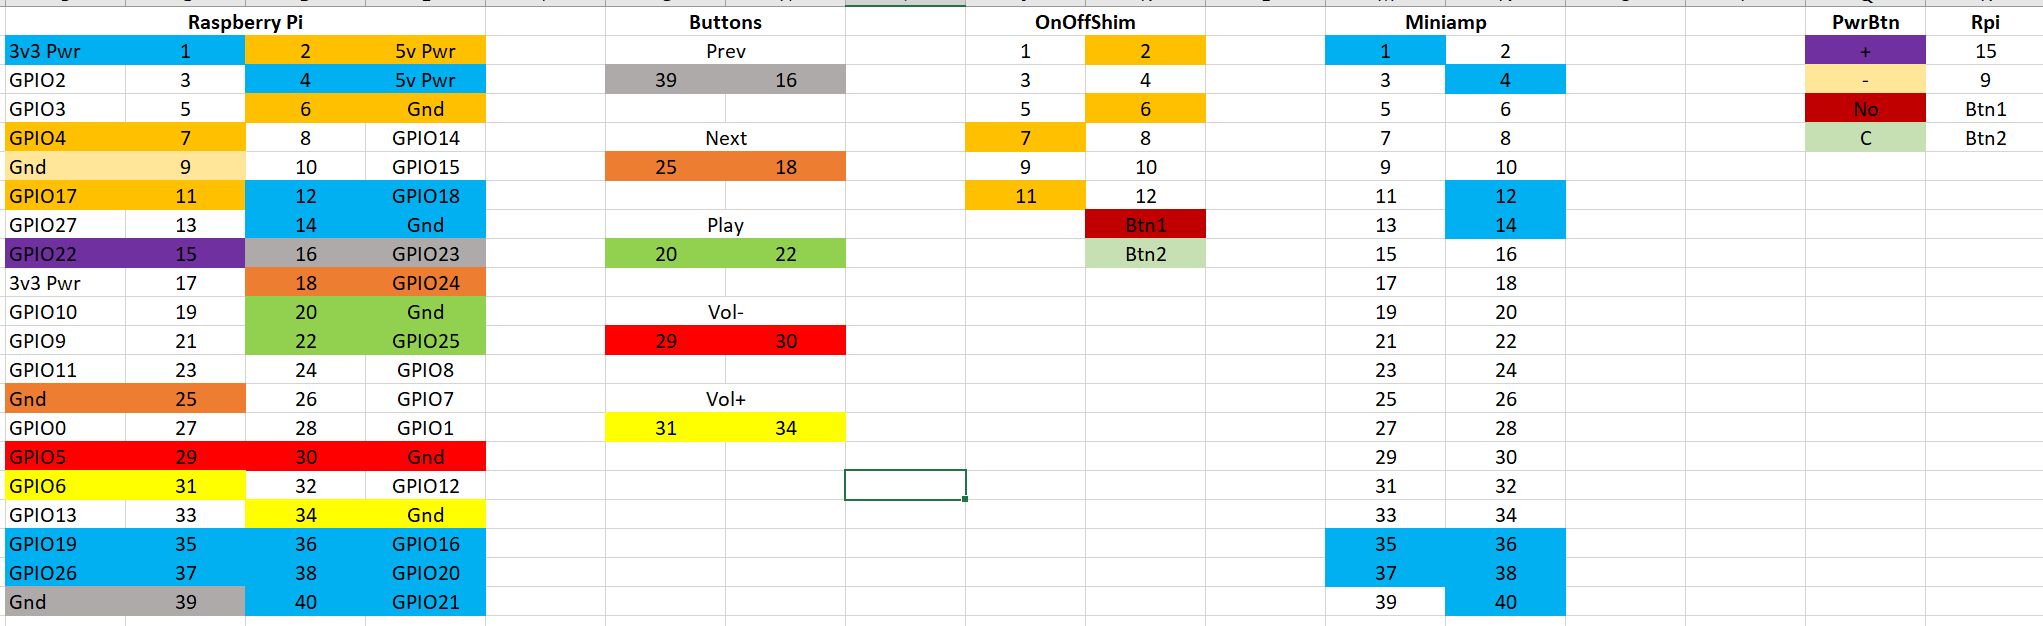 Raspberry Pi Buttons OnOffShim Miniamp PwrBtn Rpi
3v3 Pwr 1 2 5v Pwr Prev 1 2 1 2 + 15
GPIO2 3 4 5v Pwr 39 16 3 4 3 4 - 9
GPIO3 5 6 Gnd 5 6 5 6 No Btn1
GPIO4 7 8 GPIO14 Next 7 8 7 8 C Btn2
Gnd 9 10 GPIO15 25 18 9 10 9 10
GPIO17 11 12 GPIO18 11 12 11 12
GPIO27 13 14 Gnd Play Btn1 13 14
GPIO22 15 16 GPIO23 20 22 Btn2 15 16
3v3 Pwr 17 18 GPIO24 17 18
GPIO10 19 20 Gnd Vol- 19 20
GPIO9 21 22 GPIO25 29 30 21 22
GPIO11 23 24 GPIO8 23 24
Gnd 25 26 GPIO7 Vol+ 25 26
GPIO0 27 28 GPIO1 31 34 27 28
GPIO5 29 30 Gnd 29 30
GPIO6 31 32 GPIO12 31 32
GPIO13 33 34 Gnd 33 34
GPIO19 35 36 GPIO16 35 36
GPIO26 37 38 GPIO20 37 38
Gnd 39 40 GPIO21 39 40